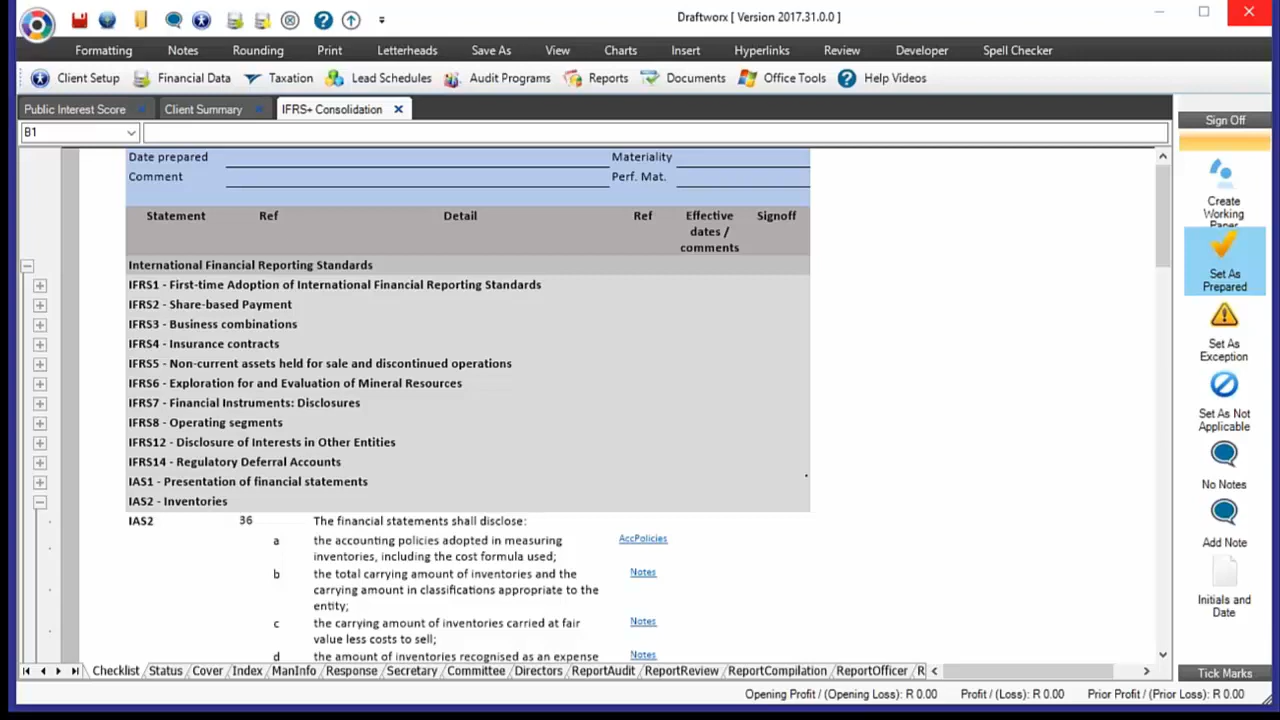 Draftworx [ Version 2017.31.0.0 ]
Formatting Notes Rounding Print Letterheads Save As View Charts Insert Hyperlinks Review Developer Spell Checker
Client Setup Financial Data Taxation Lead Schedules Audit Programs Reports Documents Office Tools Help Videos
Public Interest Score Client Summary IFRS+ Consolidation
B1
Date prepared Materiality
Comment Perf. Mat.
Statement Ref Detail Ref Effective dates / comments Signoff
International Financial Reporting Standards
IFRS1 - First-time Adoption of International Financial Reporting Standards
IFRS2 - Share-based Payment
IFRS3 - Business combinations
IFRS4 - Insurance contracts
IFRS5 - Non-current assets held for sale and discontinued operations
IFRS6 - Exploration for and Evaluation of Mineral Resources
IFRS7 - Financial Instruments: Disclosures
IFRS8 - Operating segments
IFRS12 - Disclosure of Interests in Other Entities
IFRS14 - Regulatory Deferral Accounts
IAS1 - Presentation of financial statements
IAS2 - Inventories
IAS2 36 The financial statements shall disclose:
a the accounting policies adopted in measuring AccPolicies
inventories, including the cost formula used;
b the total carrying amount of inventories and the Notes
carrying amount in classifications appropriate to the
entity;
c the carrying amount of inventories carried at fair Notes
value less costs to sell;
d the amount of inventories recognised as an expense Notes
Checklist Status Cover Index ManInfo Response Secretary Committee Directors ReportAudit ReportReview ReportCompilation ReportOfficer R
Opening Profit / (Opening Loss): R 0.00 Profit / (Loss): R 0.00 Prior Profit / (Prior Loss): R 0.00
Sign Off
Create
Working
Paper
Set As
Prepared
Set As
Exception
Set As Not
Applicable
No Notes
Add Note
Initials and
Date
Tick Marks